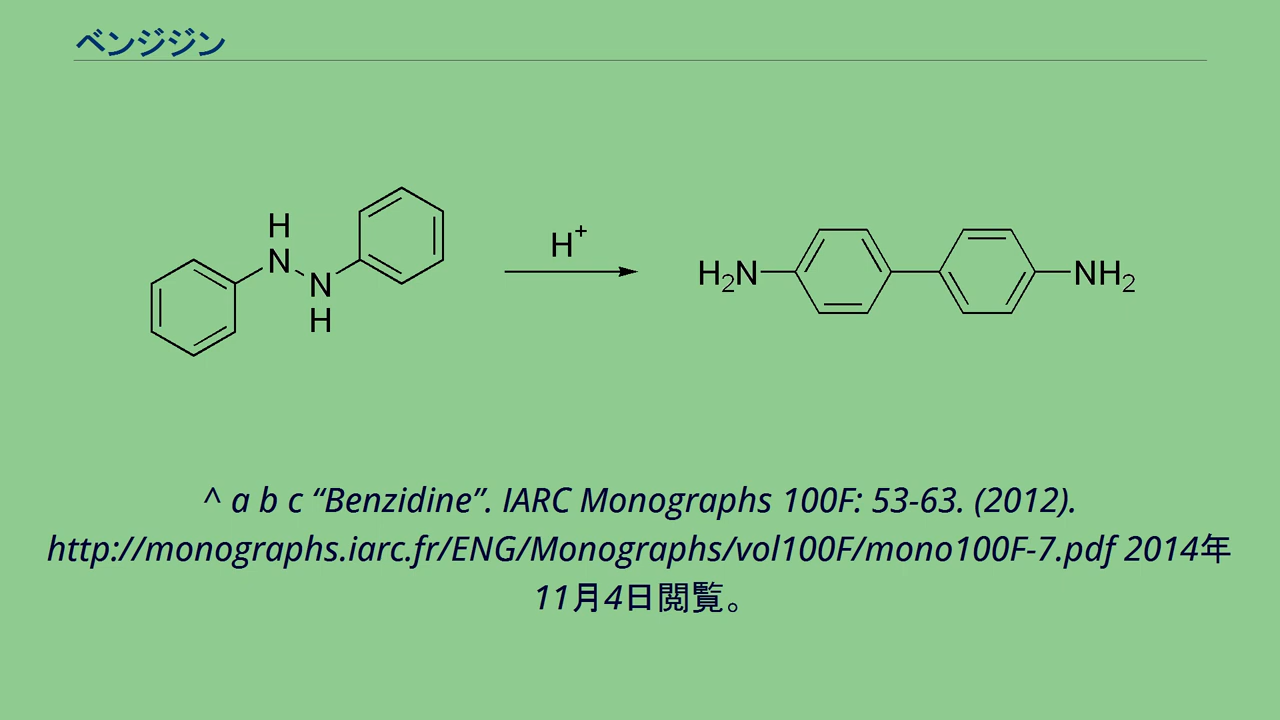 ベンジジン
H
N
N
H
H+
H2N
NH2
^ a b c “Benzidine”. IARC Monographs 100F: 53-63. (2012).
http://monographs.iarc.fr/ENG/Monographs/vol100F/mono100F-7.pdf 2014年
11月4日閲覧。